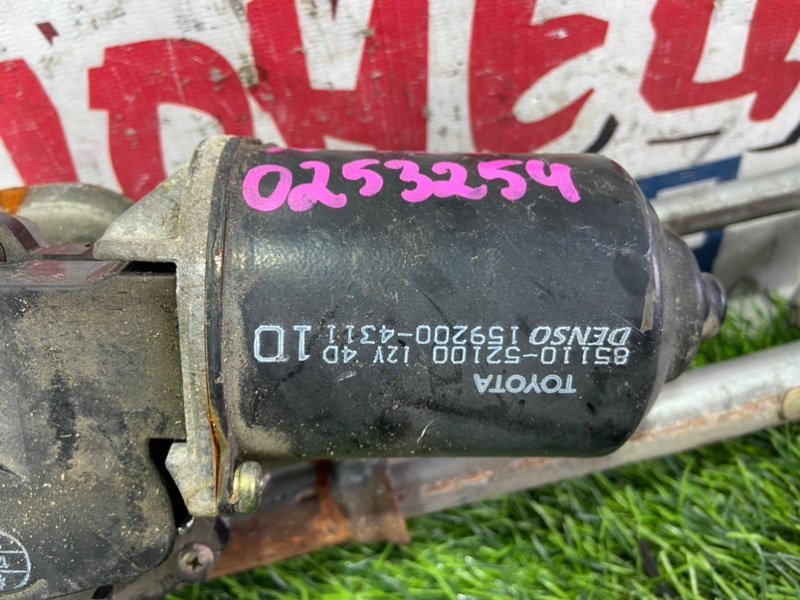 0253254
TOYOTA
85110-52100 12V 4D
DENSO 159200-4311
1D